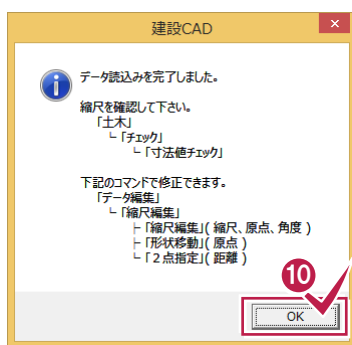 建設CAD
データ読込みを完了しました。
縮尺を確認して下さい。
「土木」
└「チェック」
└「寸法値チェック」
下記のコマンドで修正できます。
「データ編集」
└「縮尺編集」
├「縮尺編集」( 縮尺、原点、角度 )
├「形状移動」( 原点 )
└「２点指定」( 距離 )
10
OK